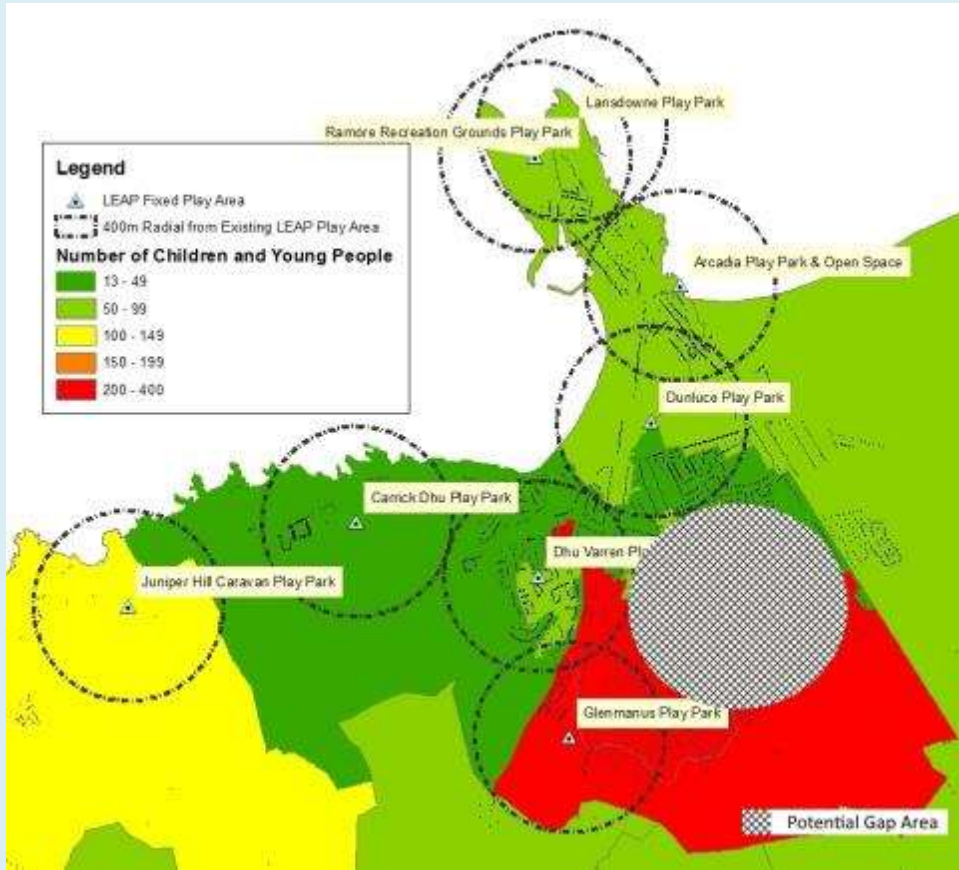 Lansdowne Play Park
Ramore Recreation Grounds Play Park
Legend
LEAP Fixed Play Area
400m Radial from Existing LEAP Play Area
Number of Children and Young People
13 - 49
50 - 99
100 - 149
150 - 199
200 - 400
Arcadia Play Park & Open Space
Dunluce Play Park
Carrick Dhu Play Park
Dhu Varren Pla
Juniper Hill Caravan Play Park
Glenmanus Play Park
Potential Gap Area